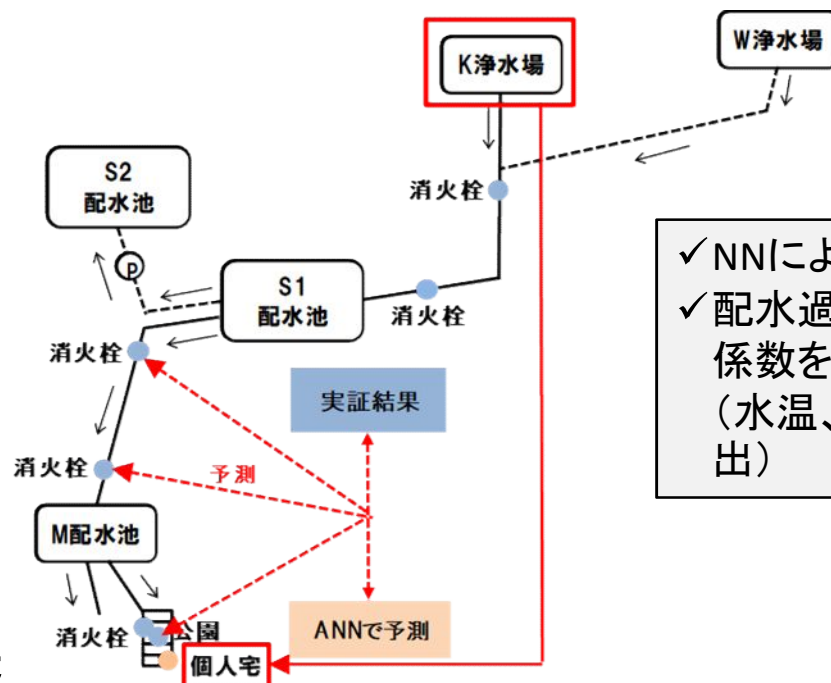 W浄水場
K浄水場
S2
配水池
消火栓
P
S1
配水池
消火栓
消火栓
実証結果
消火栓
予測
M配水池
ANNで予測
消火栓
公園
個人宅
✓NNによ
✓配水過
係数を
(水温、
出)